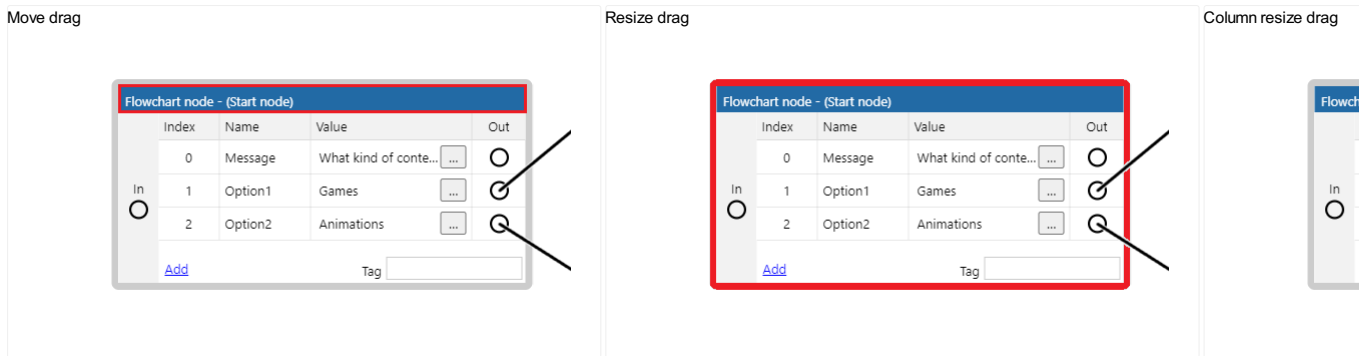 Move drag
Flowchart node - (Start node)
Index Name Value Out
0 Message What kind of conte... ...
In
1 Option1 Games ...
2 Option2 Animations ...
Add Tag
Resize drag
Flowchart node - (Start node)
Index Name Value Out
0 Message What kind of conte... ...
In
1 Option1 Games ...
2 Option2 Animations ...
Add Tag
Column resize drag
Flowch
In